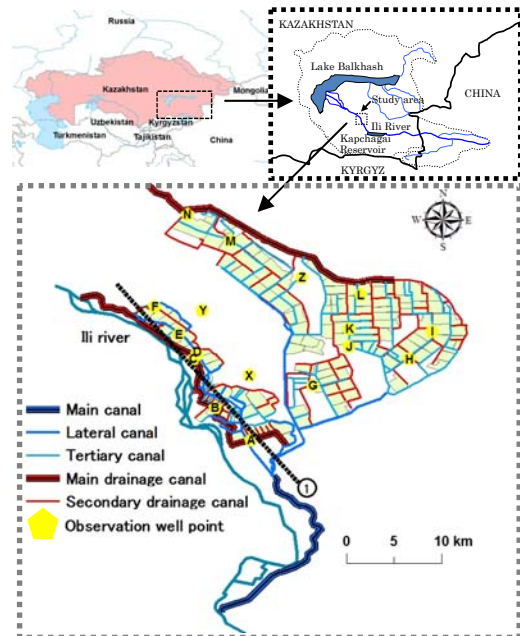 Russia
Kazakhstan
Mongolia
Uzbekistan
Kyrgyzstan
Turkmenistan
Tajikistan
China
KAZAKHSTAN
Lake Balkhash
Study area
CHINA
Ili River
Kapchagai
Reservoir
KYRGYZ
N
W E
S
N
M
Z
L
F
Y
E
K
I
Ili river
J
D
H
X
G
B
A
Main canal
Lateral canal
Tertiary canal
Main drainage canal
Secondary drainage canal
Observation well point
1
0 5 10 km